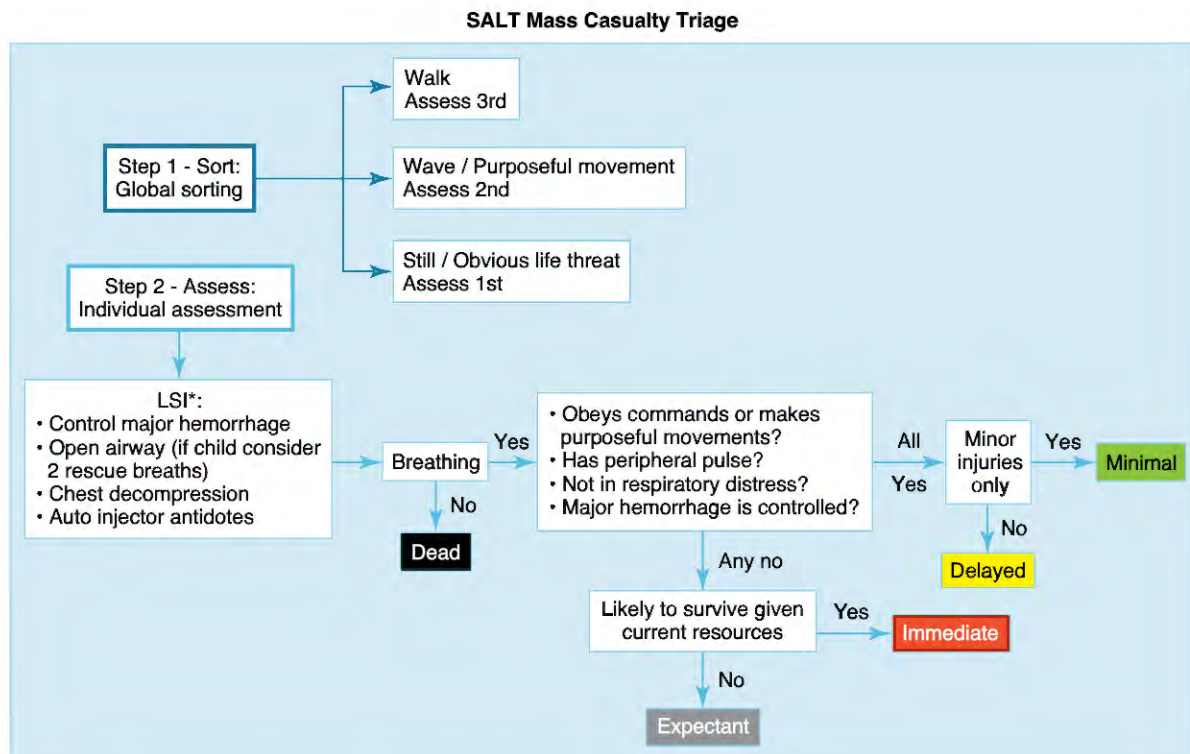 SALT Mass Casualty Triage
Walk
Assess 3rd
Step 1 - Sort:
Global sorting
Wave / Purposeful movement
Assess 2nd
Still / Obvious life threat
Assess 1st
Step 2 - Assess:
Individual assessment
LSI*:
• Control major hemorrhage
• Open airway (if child consider
2 rescue breaths)
• Chest decompression
• Auto injector antidotes
Breathing
Yes
No
Dead
• Obeys commands or makes
purposeful movements?
• Has peripheral pulse?
• Not in respiratory distress?
• Major hemorrhage is controlled?
All
Yes
Minor
injuries
only
Yes
Minimal
No
Delayed
Any no
Likely to survive given
current resources
Yes
Immediate
No
Expectant